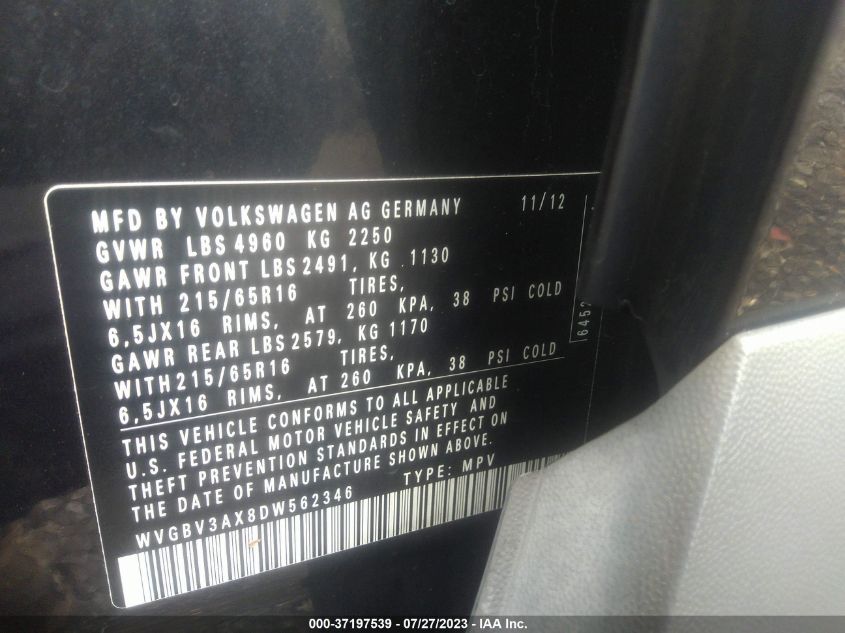 MFD BY VOLKSWAGEN AG GERMANY 11/12
GVWR LBS 4960 KG 2250
GAWR FRONT LBS 2491, KG 1130
WITH 215/65R16 TIRES,
6,5JX16 RIMS, AT 260 KPA, 38 PSI COLD
GAWR REAR LBS 2579, KG 1170
WITH215/65R16 TIRES,
6,5JX16 RIMS, AT 260 KPA, 38 PSI COLD
THIS VEHICLE CONFORMS TO ALL APPLICABLE
U.S. FEDERAL MOTOR VEHICLE SAFETY AND
THEFT PREVENTION STANDARDS IN EFFECT ON
THE DATE OF MANUFACTURE SHOWN ABOVE.
WVGBV3AX8DW562346 TYPE: MPV
000-37197539 / 07/27/2023 - IAA Inc.